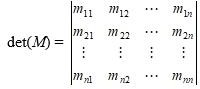 m₁₁ m₁₂ ⋯ m₁ₙ
m₂₁ m₂₂ ⋯ m₂ₙ
det(M) =
⋮ ⋮ ⋮ ⋮
mₙ₁ mₙ₂ ⋯ mₙₙ